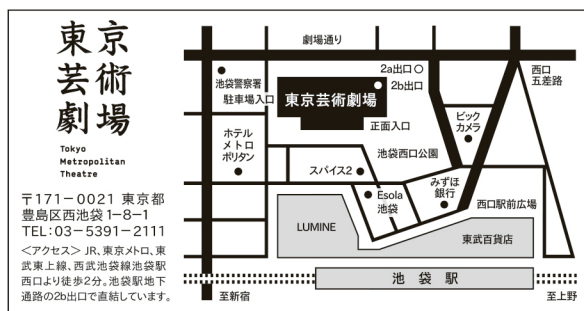 東京
芸術
劇場
Tokyo
Metropolitan
Theatre
〒171-0021 東京都
豊島区西池袋1-8-1
TEL:03-5391-2111
＜アクセス＞ JR、東京メトロ、東
武東上線、西武池袋線池袋駅
西口より徒歩2分。池袋駅地下
通路の2b出口で直結しています。
劇場通り
池袋警察署
駐車場入口
2a出口
2b出口
東京芸術劇場
正面入口
西口
五差路
ホテル
メトロ
ポリタン
ビック
カメラ
池袋西口公園
スパイス2
Esola
池袋
みずほ
銀行
西口駅前広場
LUMINE
東武百貨店
池袋駅
至新宿
至上野